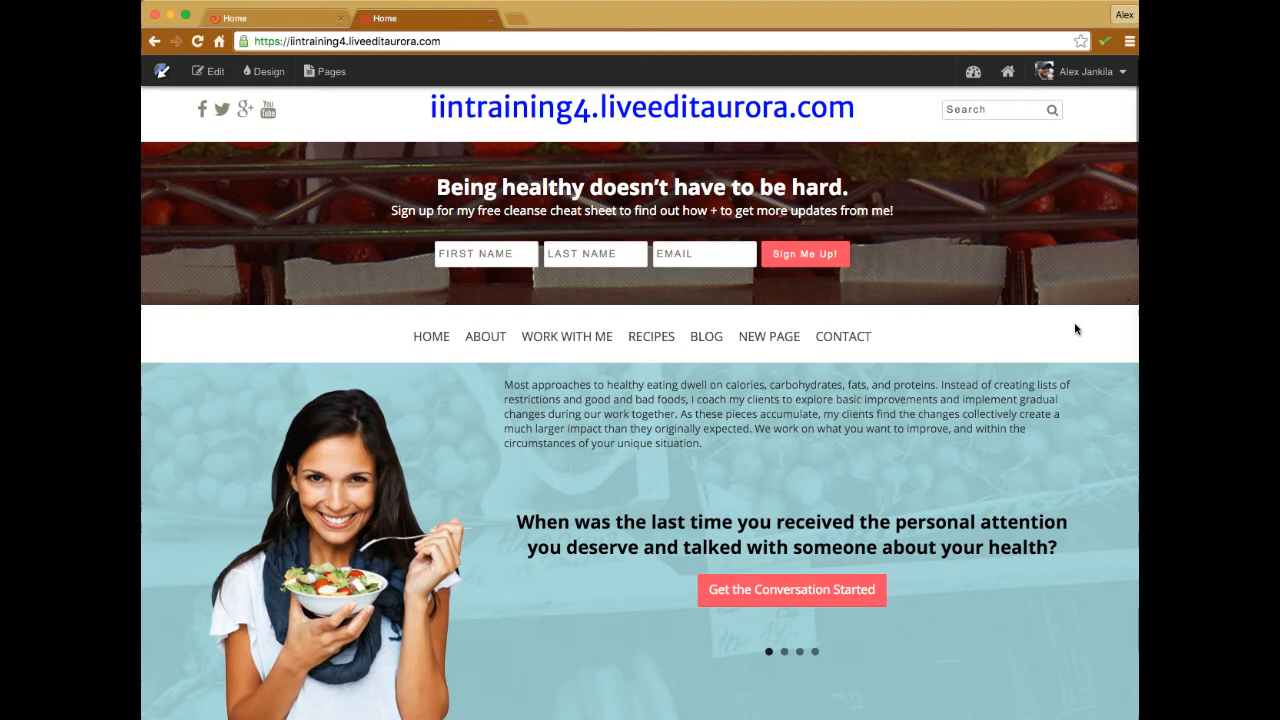 Home
Home
Alex
https://iintraining4.liveeditaurora.com
Edit
Design
Pages
Alex Jankila
You
Tube
iintraining4.liveeditaurora.com
Search
Being healthy doesn’t have to be hard.
Sign up for my free cleanse cheat sheet to find out how + to get more updates from me!
FIRST NAME
LAST NAME
EMAIL
Sign Me Up!
HOME
ABOUT
WORK WITH ME
RECIPES
BLOG
NEW PAGE
CONTACT
Most approaches to healthy eating dwell on calories, carbohydrates, fats, and proteins. Instead of creating lists of
restrictions and good and bad foods, I coach my clients to explore basic improvements and implement gradual
changes during our work together. As these pieces accumulate, my clients find the changes collectively create a
much larger impact than they originally expected. We work on what you want to improve, and within the
circumstances of your unique situation.
When was the last time you received the personal attention
you deserve and talked with someone about your health?
Get the Conversation Started